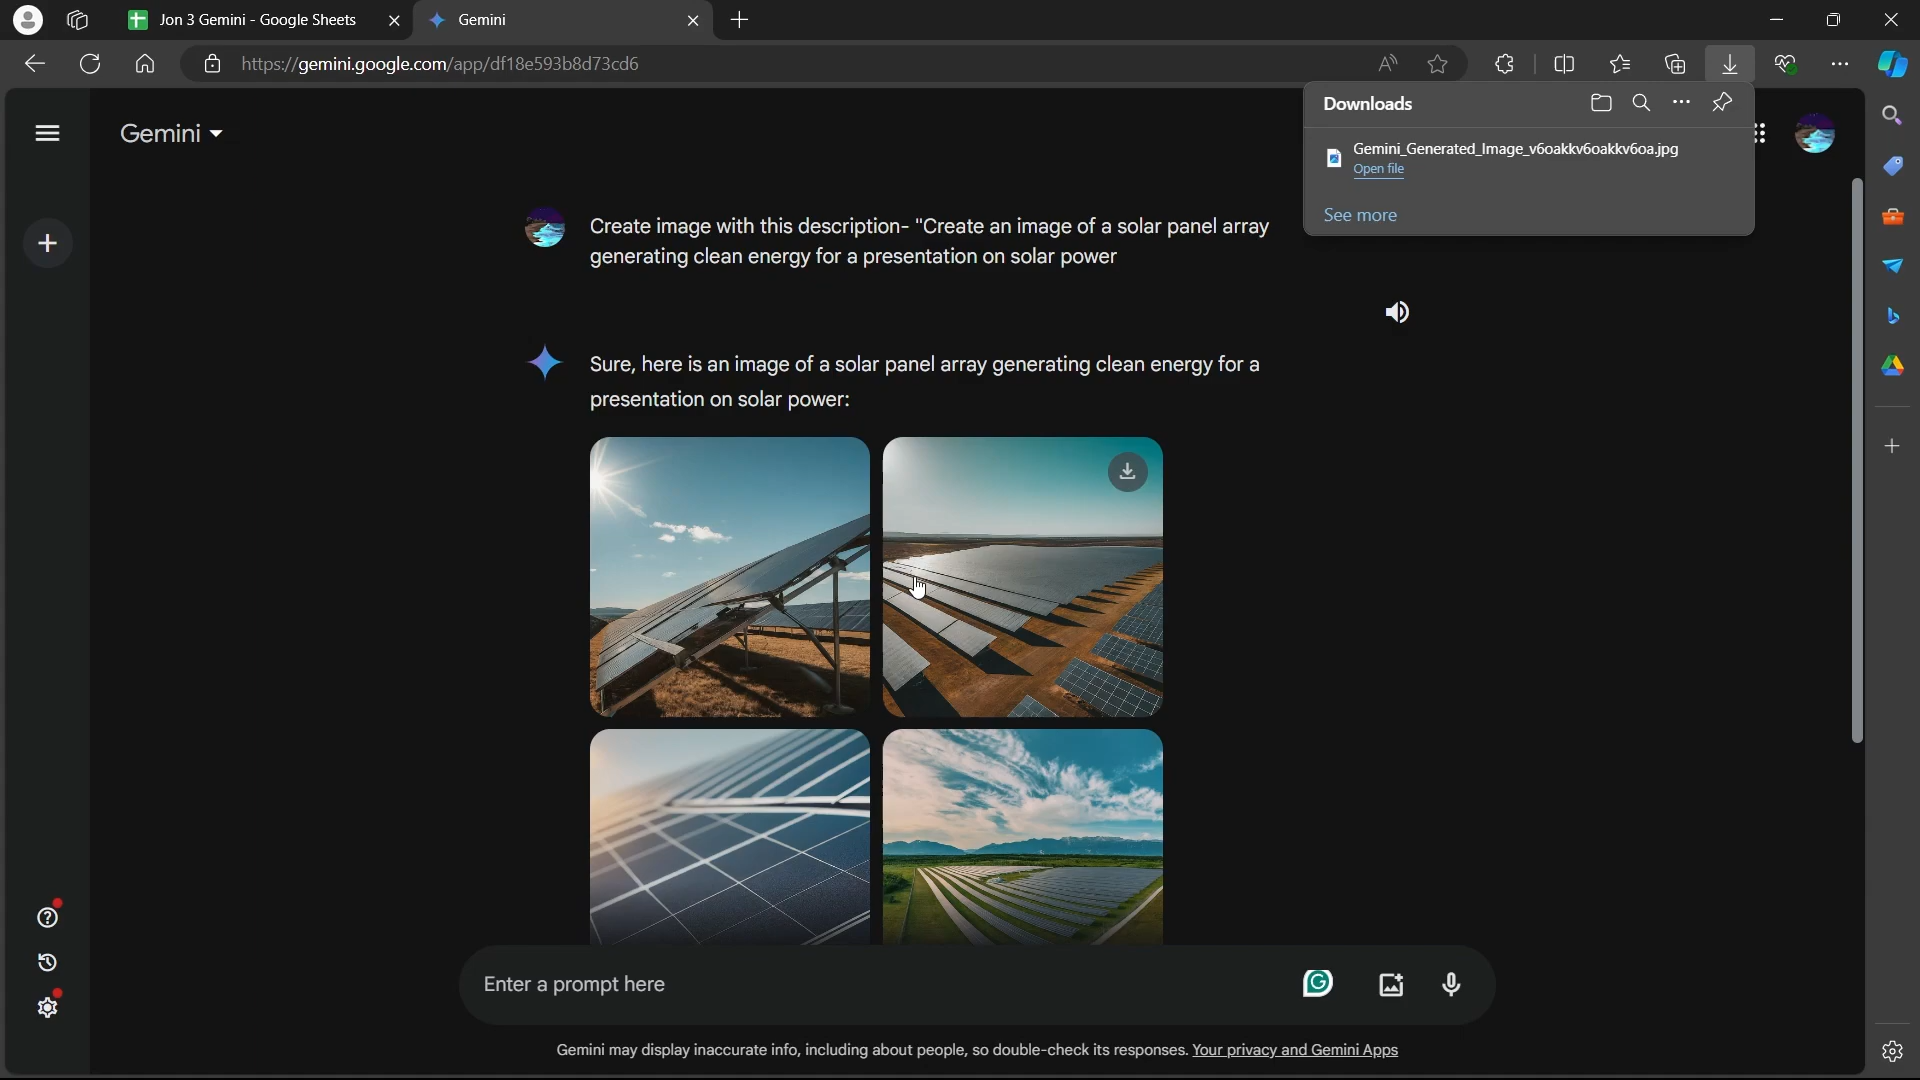 Jon 3 Gemini - Google Sheets
Gemini
https://gemini.google.com/app/df18e593b8d73cd6
Downloads
Gemini_Generated_Image_v6oakkv6oakkv6oa.jpg
Open file
See more
Gemini
Create image with this description- "Create an image of a solar panel array
generating clean energy for a presentation on solar power
Sure, here is an image of a solar panel array generating clean energy for a
presentation on solar power:
Enter a prompt here
Gemini may display inaccurate info, including about people, so double-check its responses. Your privacy and Gemini Apps